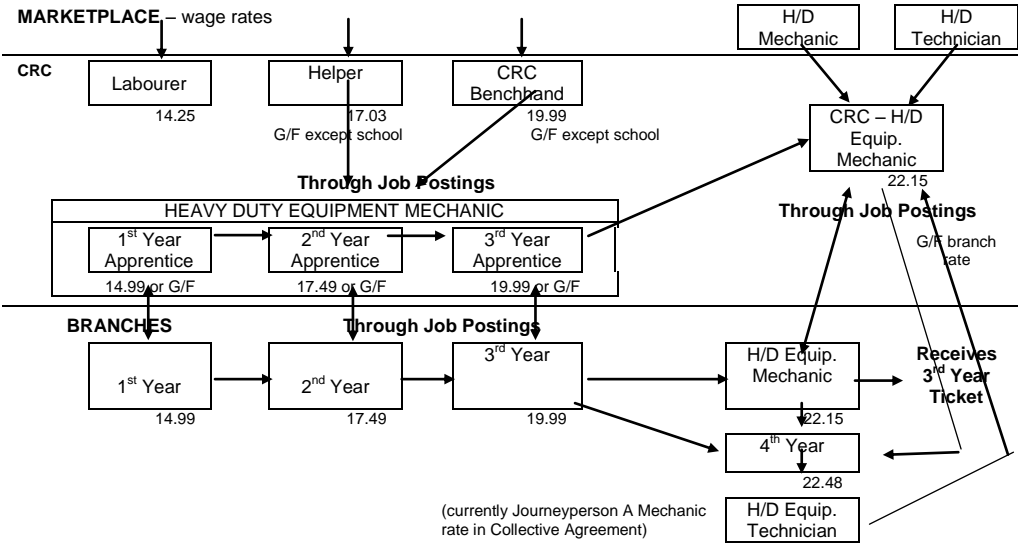 MARKETPLACE – wage rates
H/D
Mechanic
H/D
Technician
CRC
Labourer
14.25
Helper
17.03
G/F except school
CRC
Benchhand
19.99
G/F except school
CRC – H/D
Equip.
Mechanic
22.15
Through Job Postings
Through Job Postings
G/F branch
rate
HEAVY DUTY EQUIPMENT MECHANIC
1st Year
Apprentice
14.99 or G/F
2nd Year
Apprentice
17.49 or G/F
3rd Year
Apprentice
19.99 or G/F
BRANCHES
Through Job Postings
1st Year
14.99
2nd Year
17.49
3rd Year
19.99
H/D Equip.
Mechanic
22.15
Receives
3rd Year
Ticket
4th Year
22.48
(currently Journeyperson A Mechanic
rate in Collective Agreement)
H/D Equip.
Technician